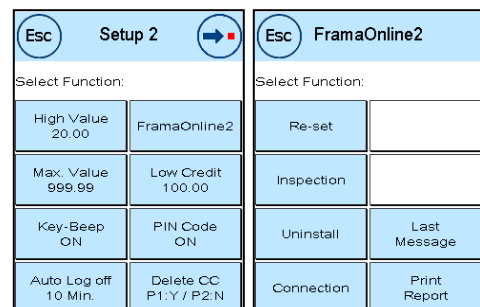 Esc
Setup 2
Select Function:
High Value
20.00
FramaOnline2
Max. Value
999.99
Low Credit
100.00
Key-Beep
ON
PIN Code
ON
Auto Log off
10 Min.
Delete CC
P1:Y / P2:N
Esc
FramaOnline2
Select Function:
Re-set
Inspection
Uninstall
Last
Message
Connection
Print
Report